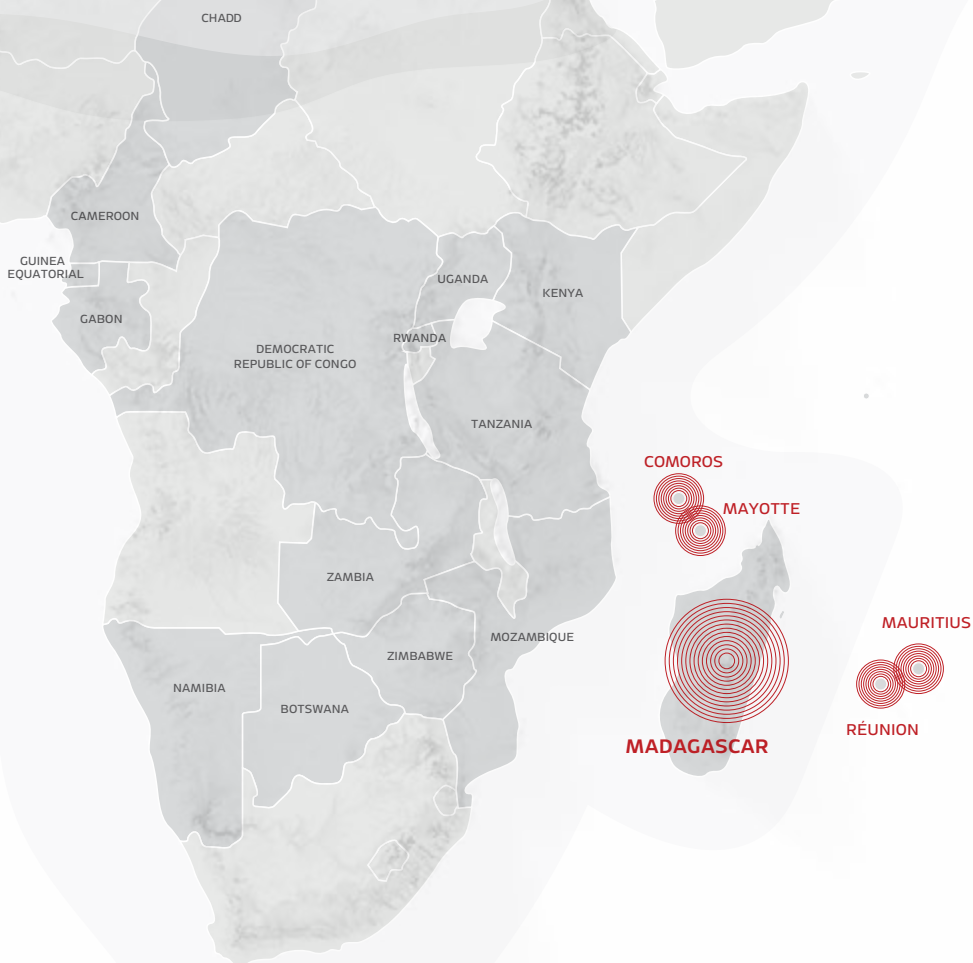 CHADD
CAMEROON
GUINEA
EQUATORIAL
GABON
UGANDA
KENYA
RWANDA
DEMOCRATIC
REPUBLIC OF CONGO
TANZANIA
COMOROS
MAYOTTE
ZAMBIA
MOZAMBIQUE
MAURITIUS
ZIMBABWE
NAMIBIA
BOTSWANA
RÉUNION
MADAGASCAR